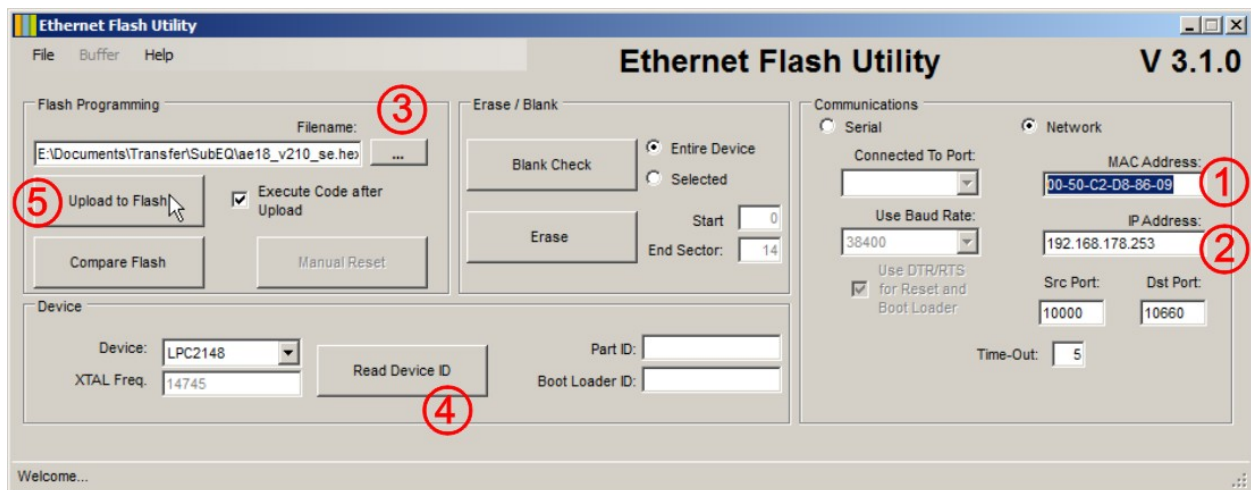 Ethernet Flash Utility
File Buffer Help
Ethernet Flash Utility V 3.1.0
Flash Programming
3
Filename:
E:\Documents\Transfer\SubEQ\ae18_v210_se.hex
...
5
Upload to Flash
Execute Code after
Upload
Compare Flash
Manual Reset
Erase / Blank
Blank Check
Entire Device
Selected
Erase
Start 0
End Sector: 14
Communications
Serial
Network
Connected To Port:
MAC Address:
00-50-C2-D8-86-09
1
Use Baud Rate:
38400
IP Address:
192.168.178.253
2
Use DTR/RTS
for Reset and
Boot Loader
Src Port:
Dst Port:
10000
10660
Time-Out: 5
Device
Device: LPC2148
XTAL Freq. 14745
Read Device ID
4
Part ID:
Boot Loader ID:
Welcome...